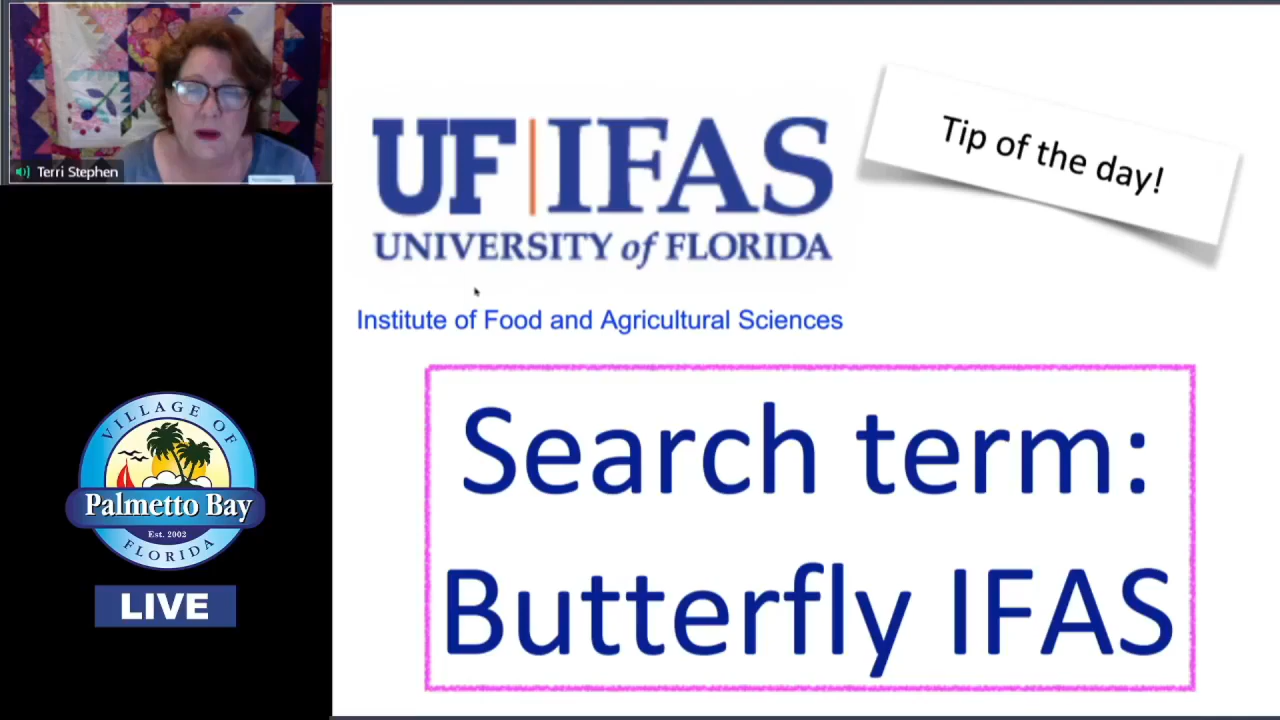 Terri Stephen
UF|IFAS
UNIVERSITY of FLORIDA
Institute of Food and Agricultural Sciences
Tip of the day!
Search term:
Butterfly IFAS
VILLAGE OF
Palmetto Bay
Est. 2002
FLORIDA
LIVE